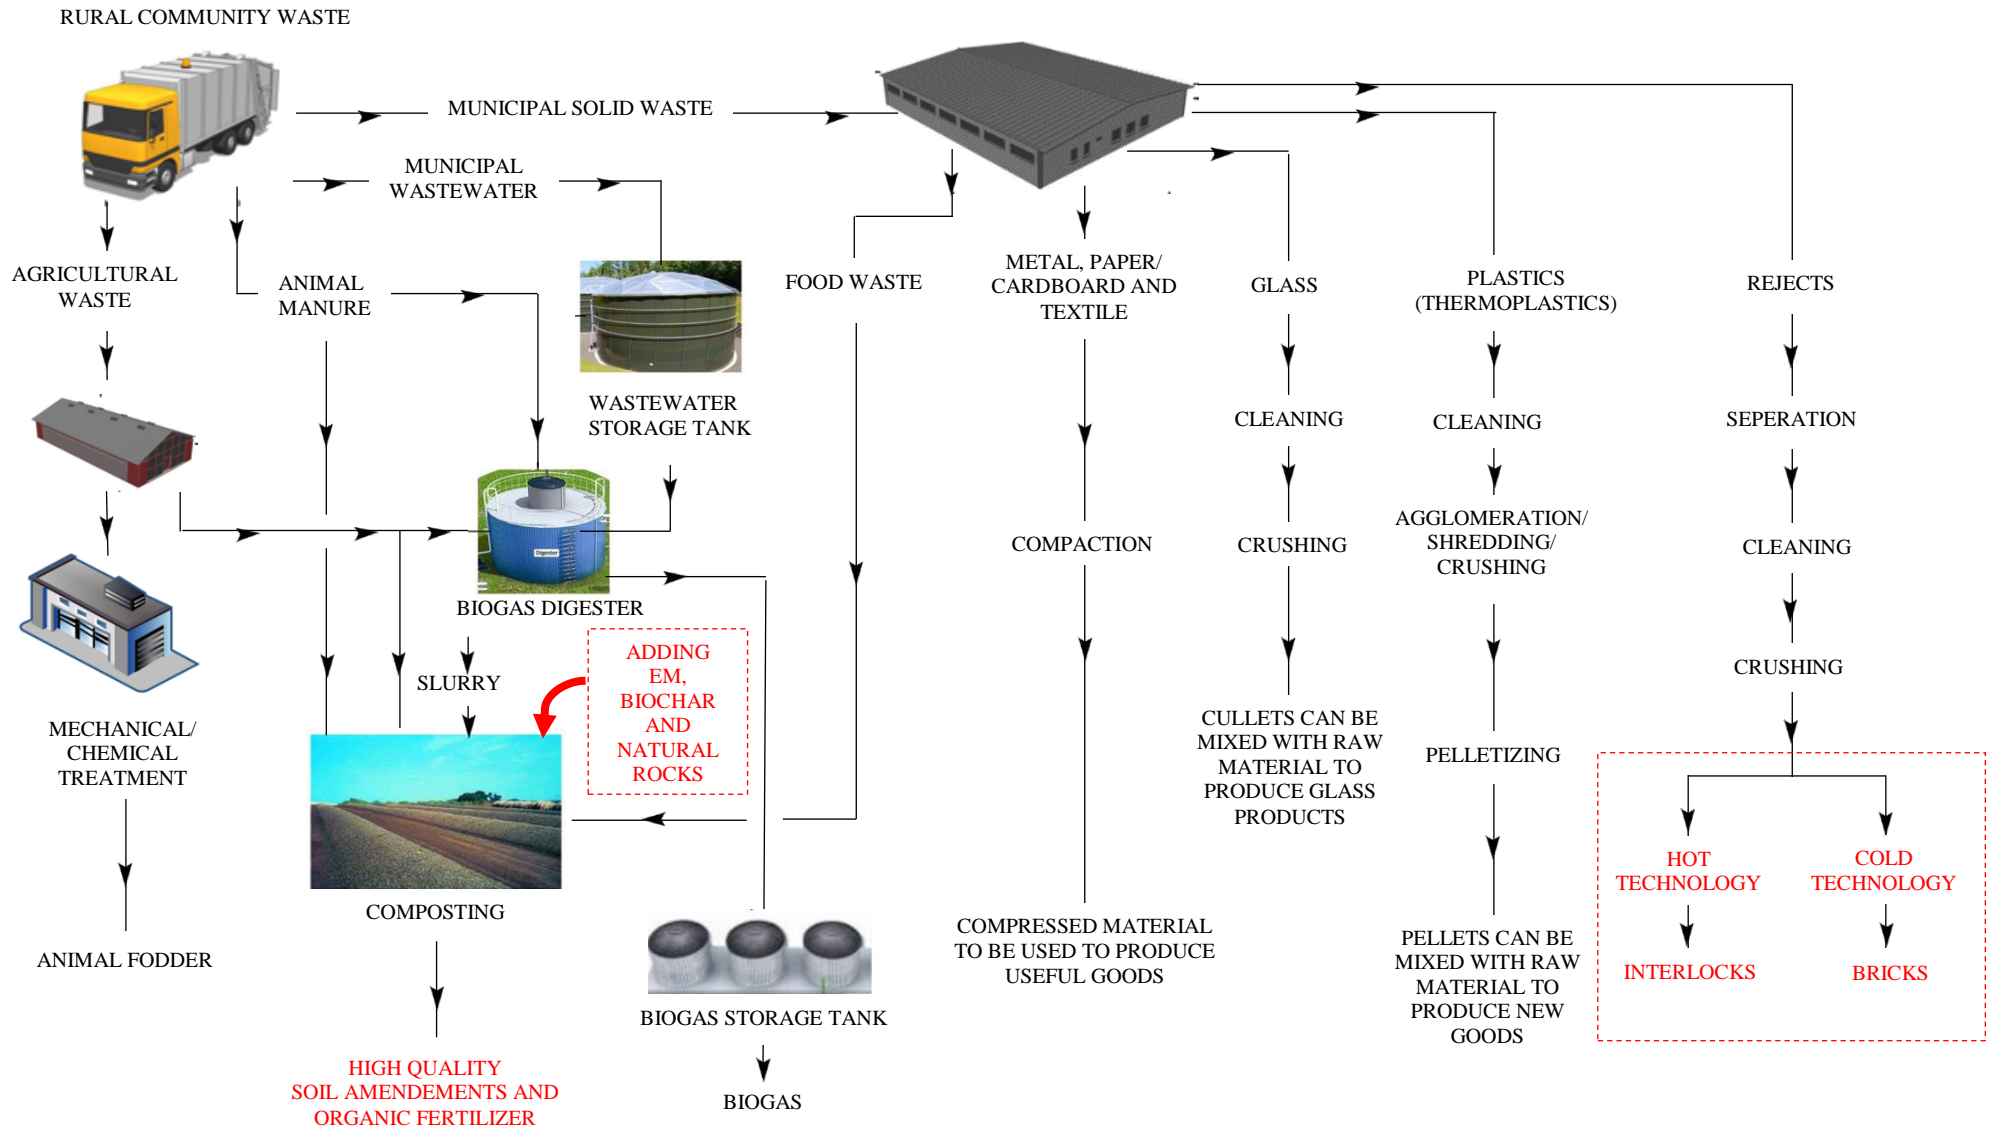 RURAL COMMUNITY WASTE
MUNICIPAL SOLID WASTE
MUNICIPAL
WASTEWATER
AGRICULTURAL
WASTE
ANIMAL
MANURE
FOOD WASTE
METAL, PAPER/
CARDBOARD AND
TEXTILE
GLASS
PLASTICS
(THERMOPLASTICS)
REJECTS
WASTEWATER
STORAGE TANK
CLEANING
CLEANING
SEPERATION
Digester
BIOGAS DIGESTER
COMPACTION
CRUSHING
AGGLOMERATION/
SHREDDING/
CRUSHING
CLEANING
SLURRY
ADDING
EM,
BIOCHAR
AND
NATURAL
ROCKS
CRUSHING
MECHANICAL/
CHEMICAL
TREATMENT
CULLETS CAN BE
MIXED WITH RAW
MATERIAL TO
PRODUCE GLASS
PRODUCTS
PELLETIZING
HOT
TECHNOLOGY
COLD
TECHNOLOGY
COMPOSTING
ANIMAL FODDER
COMPRESSED MATERIAL
TO BE USED TO PRODUCE
USEFUL GOODS
PELLETS CAN BE
MIXED WITH RAW
MATERIAL TO
PRODUCE NEW
GOODS
INTERLOCKS
BRICKS
BIOGAS STORAGE TANK
HIGH QUALITY
SOIL AMENDEMENTS AND
ORGANIC FERTILIZER
BIOGAS